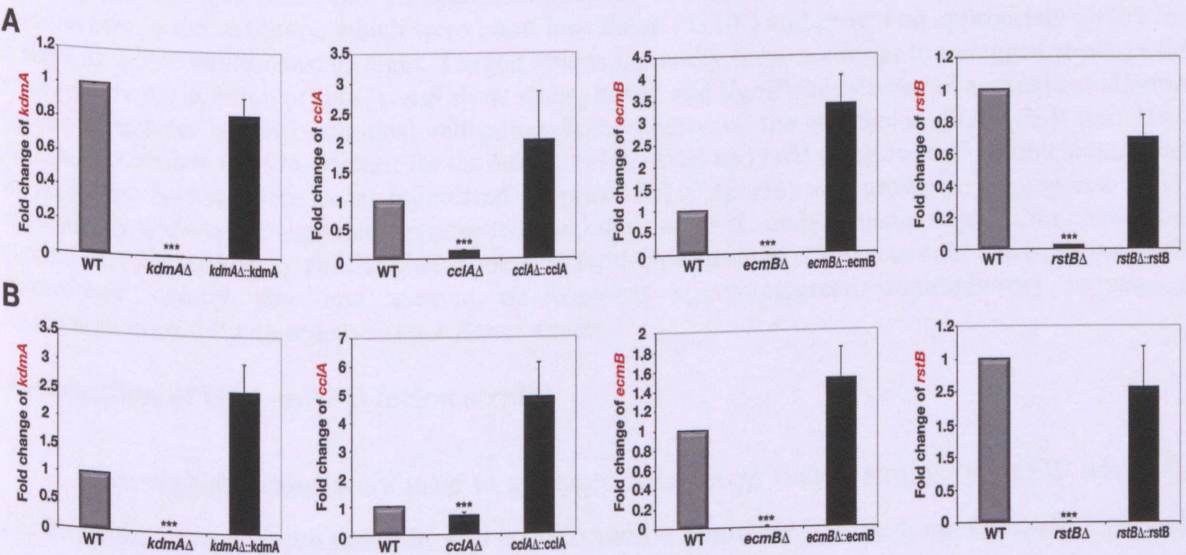 A
Fold change of kdmA
1.2
1
0.8
0.6
0.4
0.2
0
***
WT
kdmAΔ
kdmAΔ::kdmA
Fold change of cclA
3.5
3
2.5
2
1.5
1
0.5
0
***
WT
cclAΔ
cclAΔ::cclA
Fold change of ecmB
4.5
4
3.5
3
2.5
2
1.5
1
0.5
0
***
WT
ecmBΔ
ecmBΔ::ecmB
Fold change of rstB
1.2
1
0.8
0.6
0.4
0.2
0
***
WT
rstBΔ
rstBΔ::rstB
B
Fold change of kdmA
3.5
3
2.5
2
1.5
1
0.5
0
***
WT
kdmAΔ
kdmAΔ::kdmA
Fold change of cclA
7
6
5
4
3
2
1
0
***
WT
cclAΔ
cclAΔ::cclA
Fold change of ecmB
2
1.8
1.6
1.4
1.2
1
0.8
0.6
0.4
0.2
0
***
WT
ecmBΔ
ecmBΔ::ecmB
Fold change of rstB
1.2
1
2.5
1.5
0.5
0
***
WT
rstBΔ
rstBΔ::rstB